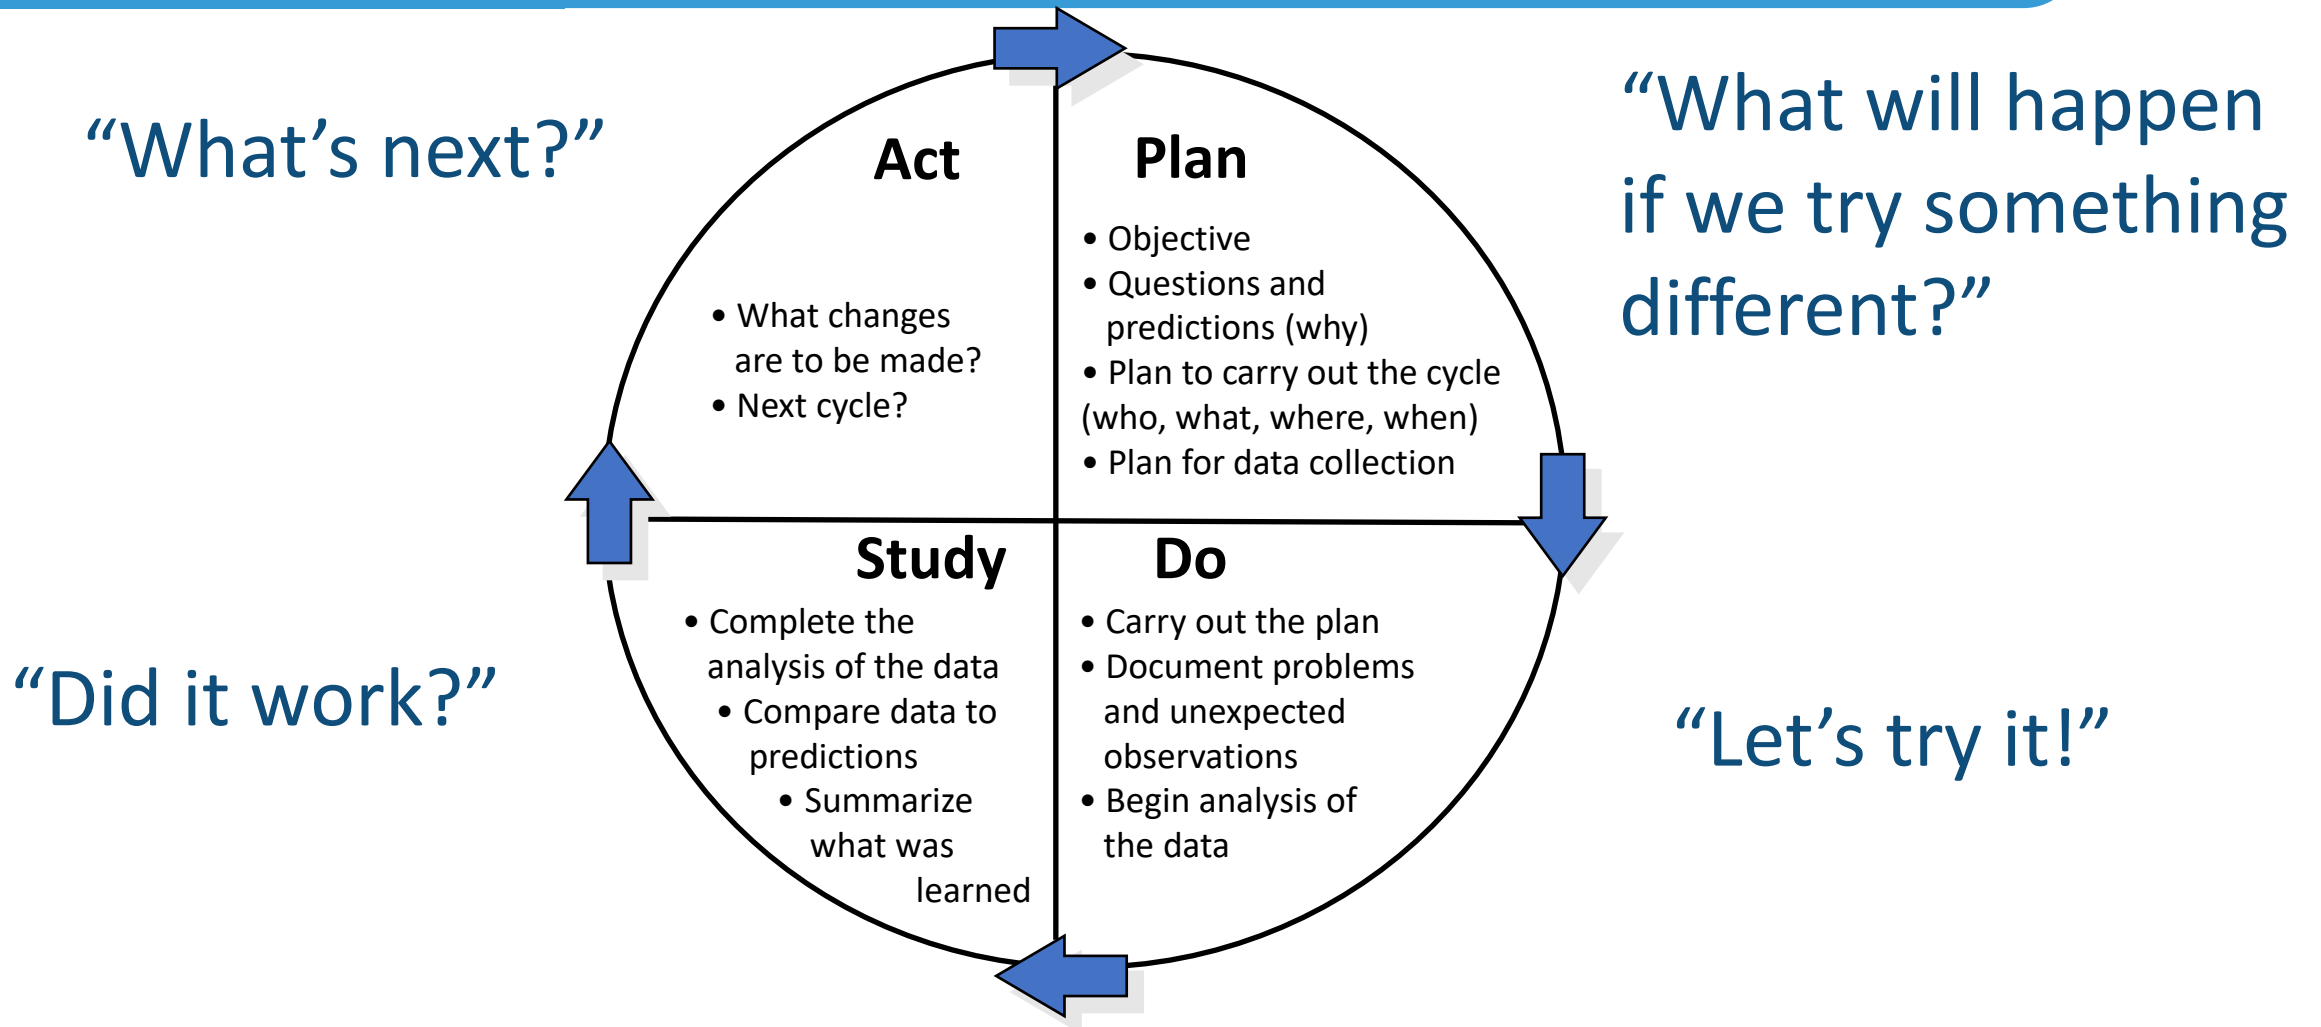 “What’s next?”
“What will happen
if we try something
different?”
Act
• What changes
are to be made?
• Next cycle?
Plan
• Objective
• Questions and
predictions (why)
• Plan to carry out the cycle
(who, what, where, when)
• Plan for data collection
Study
• Complete the
analysis of the data
• Compare data to
predictions
• Summarize
what was
learned
Do
• Carry out the plan
• Document problems
and unexpected
observations
• Begin analysis of
the data
“Did it work?”
“Let’s try it!”